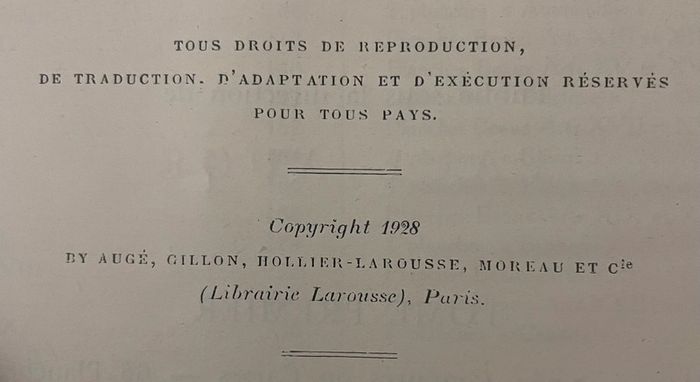 TOUS DROITS DE REPRODUCTION,
DE TRADUCTION. D'ADAPTATION ET D'EXÉCUTION RÉSERVÉS
POUR TOUS PAYS.
Copyright 1928
BY AUGÉ, GILLON, HOLLIER-LAROUSSE, MOREAU ET Cie
(Librairie Larousse), Paris.